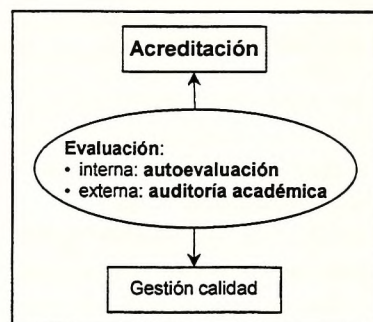 Acreditación
Evaluación:
• interna: autoevaluación
• externa: auditoría académica
Gestión calidad